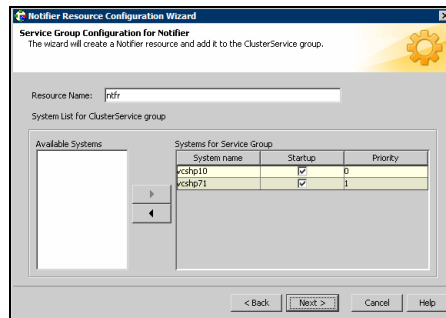 Notifier Resource Configuration Wizard
Service Group Configuration for Notifier
The wizard will create a Notifier resource and add it to the ClusterService group.
Resource Name: ntfr
System List for ClusterService group
Available Systems
Systems for Service Group
System name Startup Priority
vcshp10 0
vcshp71 1
< Back Next > Cancel Help